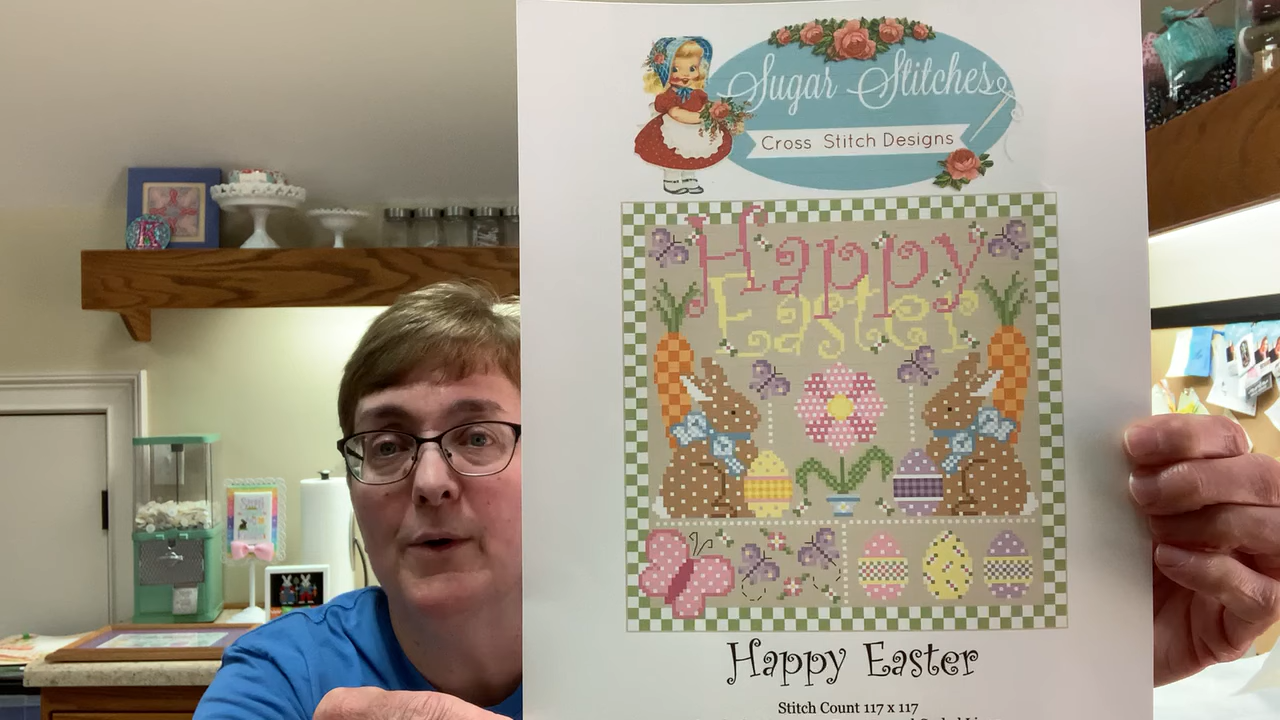 Sugar Stitches
Cross Stitch Designs
Happy
Easter
Happy Easter
Stitch Count 117 x 117
K